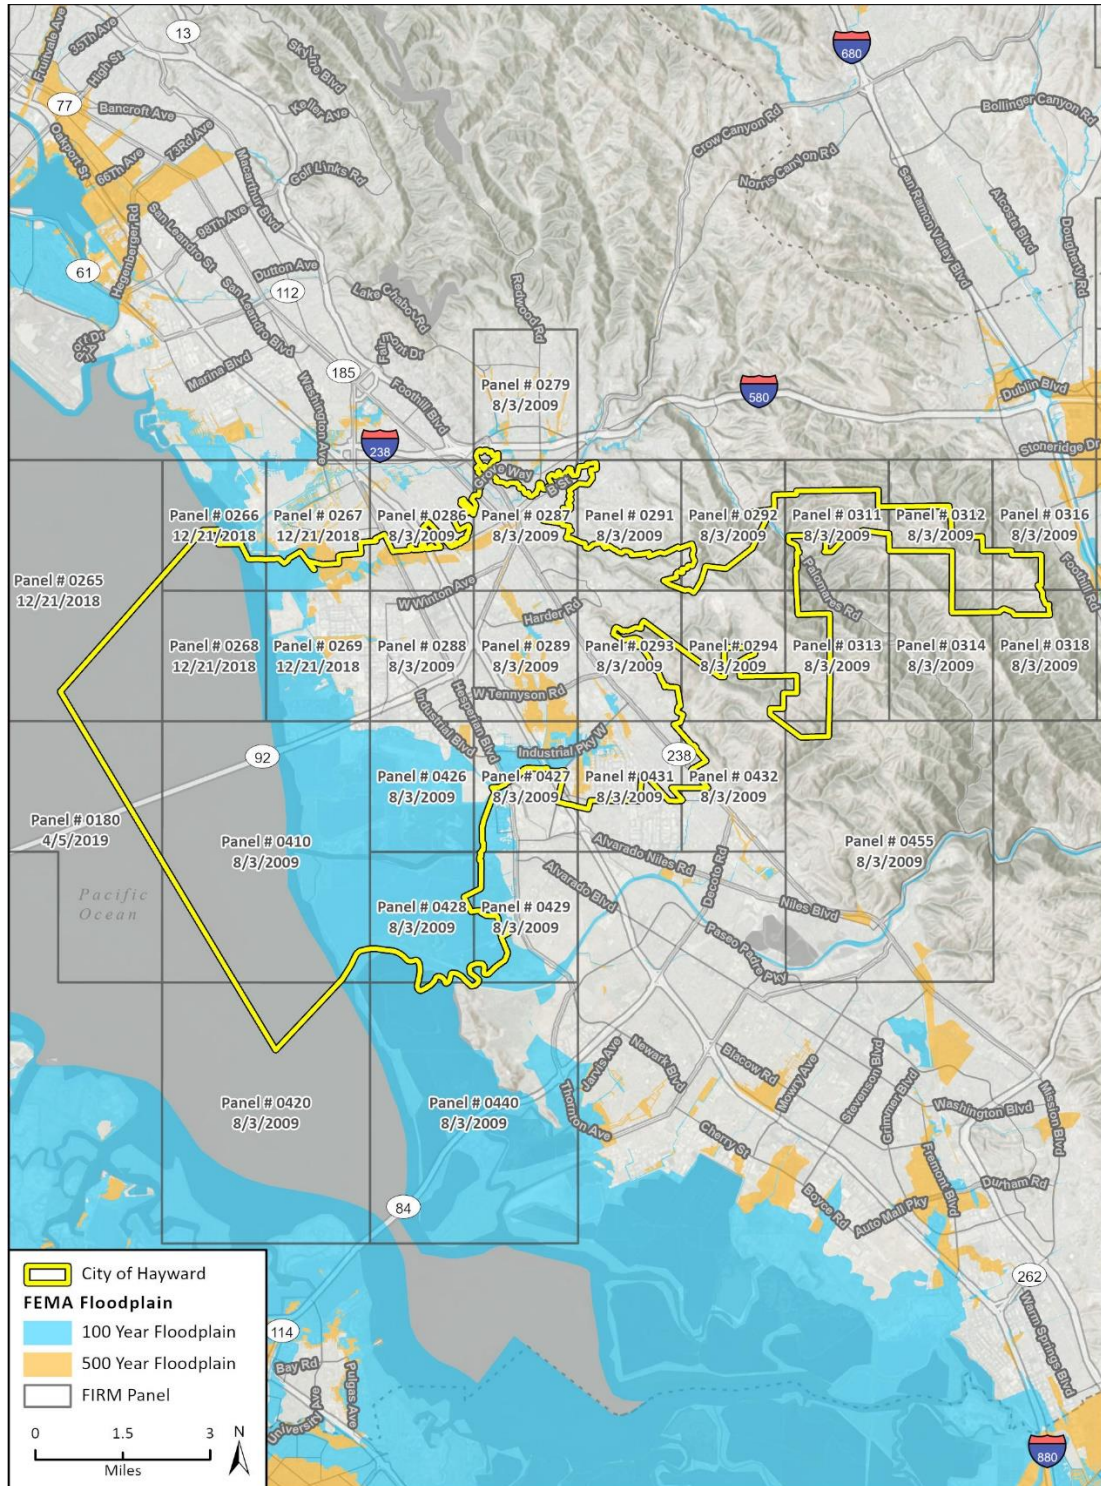 Fruitvale Ave
35Th Ave
High St
13
Skyline Blvd
680
77
Bancroft Ave
Keller Ave
Crow Canyon Rd
Bollinger Canyon Rd
Oakport St
66Th Ave
73Rd Ave
Macarthur Blvd
Golf Links Rd
Norris Canyon Rd
San Ramon Valley Blvd
Alcosta Blvd
Dougherty Rd
61
Hegenberger Rd
San Leandro St
98Th Ave
Dutton Ave
112
San Leandro Blvd
Lake Chabot Rd
Redwood Rd
Marina Blvd
Fairmont Dr
185
Washington Ave
Foothill Blvd
Panel # 0279
8/3/2009
580
Dublin Blvd
238
Stoneridge Dr
Grove Way
B St
Panel # 0266
12/21/2018
Panel # 0267
12/21/2018
Panel # 0286
8/3/2009
Panel # 0287
8/3/2009
Panel # 0291
8/3/2009
Panel # 0292
8/3/2009
Panel # 0311
8/3/2009
Panel # 0312
8/3/2009
Panel # 0316
8/3/2009
Panel # 0265
12/21/2018
W Winton Ave
Harder Rd
Palomares Rd
Foothill Rd
Panel # 0268
12/21/2018
Panel # 0269
12/21/2018
Panel # 0288
8/3/2009
Panel # 0289
8/3/2009
Panel # 0293
8/3/2009
Panel # 0294
8/3/2009
Panel # 0313
8/3/2009
Panel # 0314
8/3/2009
Panel # 0318
8/3/2009
W Tennyson Rd
Hesperian Blvd
Industrial Blvd
Industrial Pky W
92
238
Panel # 0426
8/3/2009
Panel # 0427
8/3/2009
Panel # 0431
8/3/2009
Panel # 0432
8/3/2009
Panel # 0180
4/5/2019
Panel # 0410
8/3/2009
Panel # 0455
8/3/2009
Alvarado Niles Rd
Alvarado Blvd
Decoto Rd
Niles Blvd
Pacific
Ocean
Panel # 0428
8/3/2009
Panel # 0429
8/3/2009
Paseo Padre Pky
Newark Blvd
Jarvis Ave
Blacow Rd
Mowry Ave
Stevenson Blvd
Grimmer Blvd
Panel # 0420
8/3/2009
Panel # 0440
8/3/2009
Thornton Ave
Washington Blvd
Mission Blvd
Cherry St
Fremont Blvd
Durham Rd
Boyce Rd
Auto Mall Pky
84
262
Warm Springs Blvd
114
Bay Rd
Pulgas Ave
University Ave
880
City of Hayward
FEMA Floodplain
100 Year Floodplain
500 Year Floodplain
FIRM Panel
0 1.5 3
Miles
N